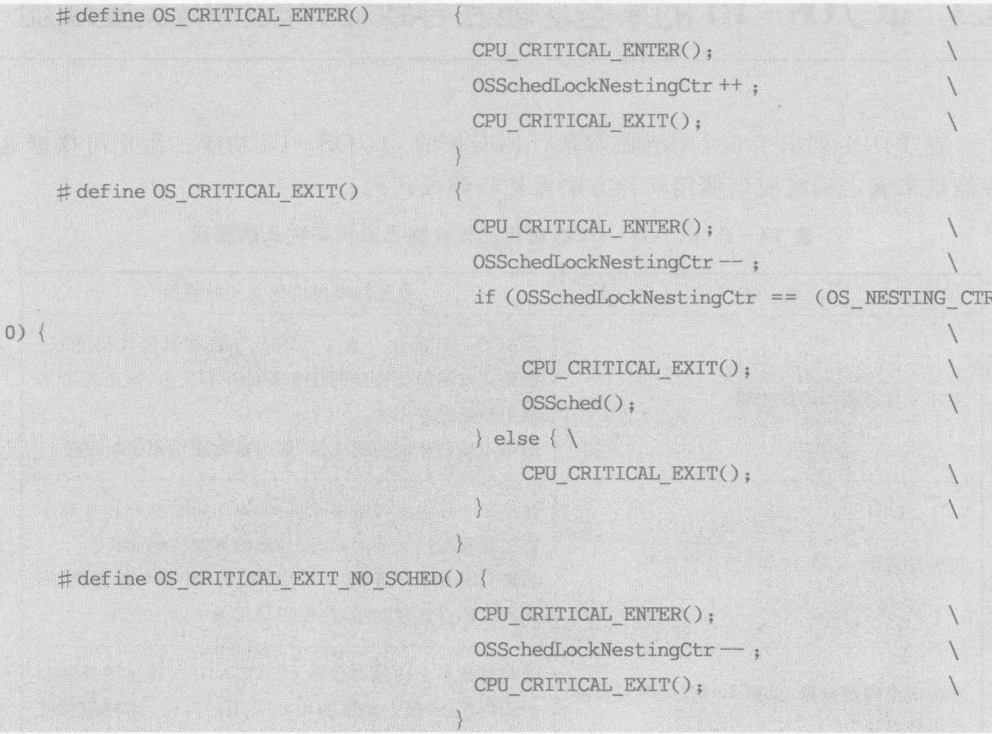 #define OS_CRITICAL_ENTER() { \
CPU_CRITICAL_ENTER(); \
OSSchedLockNestingCtr ++ ; \
CPU_CRITICAL_EXIT(); \
}
#define OS_CRITICAL_EXIT() {
CPU_CRITICAL_ENTER(); \
OSSchedLockNestingCtr -- ; \
if (OSSchedLockNestingCtr == (OS_NESTING_CTR
0) { \
CPU_CRITICAL_EXIT(); \
OSSched(); \
} else { \
CPU_CRITICAL_EXIT(); \
} \
}
#define OS_CRITICAL_EXIT_NO_SCHED() {
CPU_CRITICAL_ENTER(); \
OSSchedLockNestingCtr -- ; \
CPU_CRITICAL_EXIT(); \
}